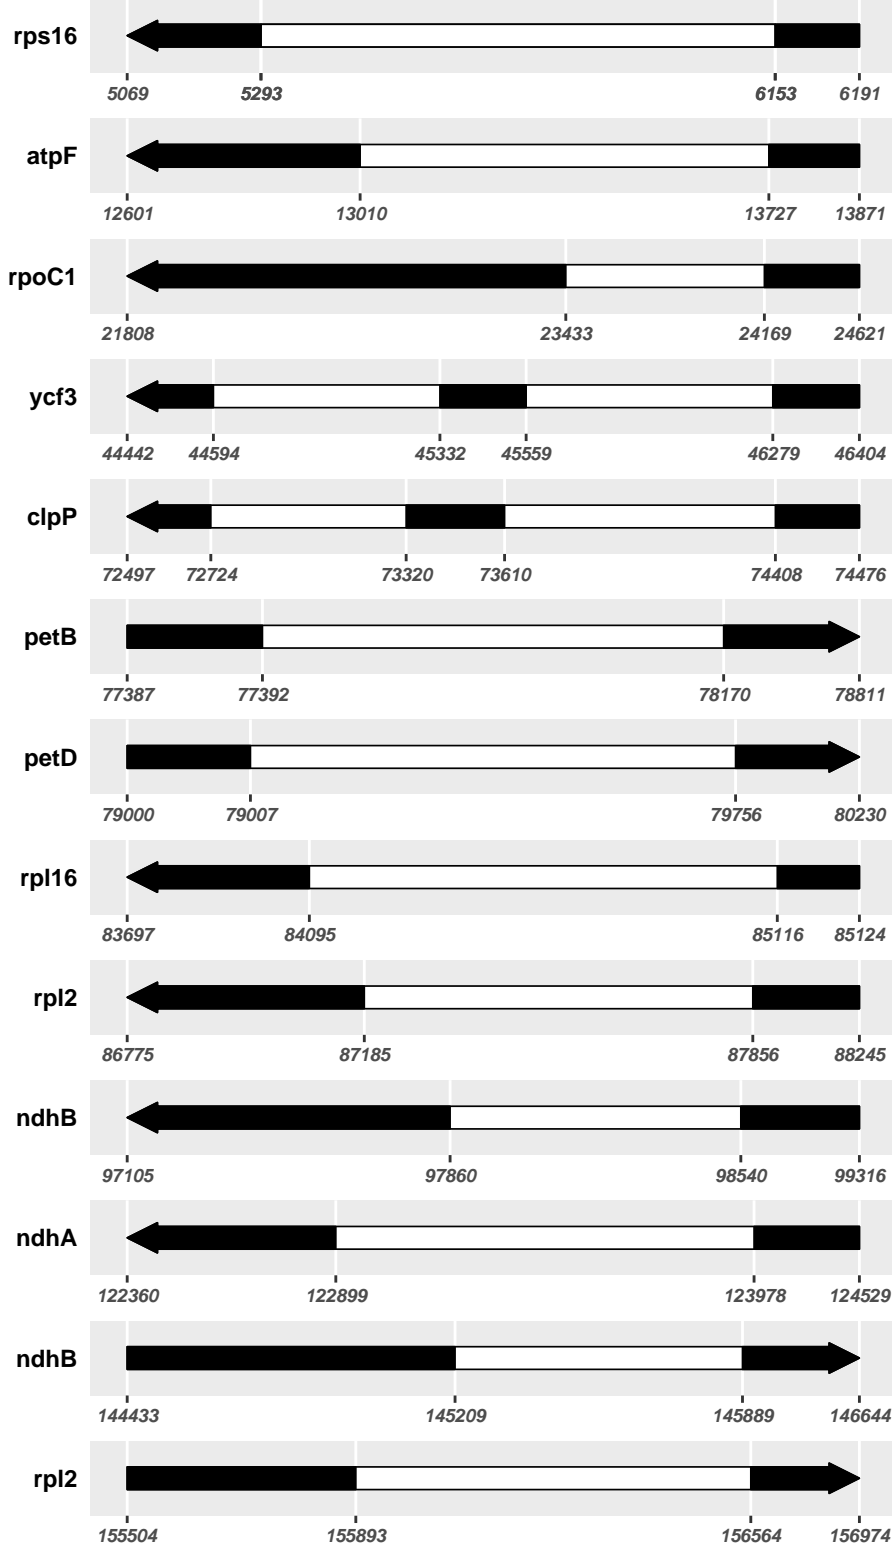 rps16
5069 5293 6153 6191
atpF
12601 13010 13727 13871
rpoC1
21808 23433 24169 24621
ycf3
44442 44594 45332 45559 46279 46404
clpP
72497 72724 73320 73610 74408 74476
petB
77387 77392 78170 78811
petD
79000 79007 79756 80230
rpl16
83697 84095 85116 85124
rpl2
86775 87185 87856 88245
ndhB
97105 97860 98540 99316
ndhA
122360 122899 123978 124529
ndhB
144433 145209 145889 146644
rpl2
155504 155893 156564 156974